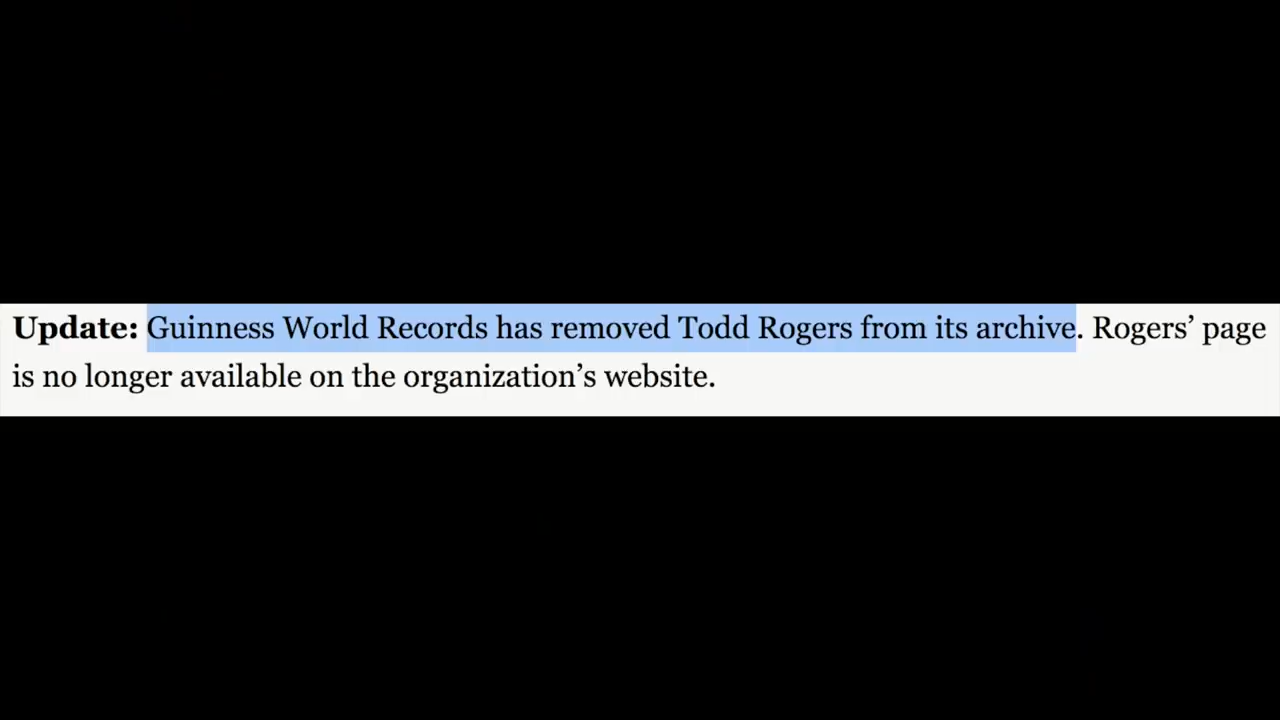 Update: Guinness World Records has removed Todd Rogers from its archive. Rogers’ page
is no longer available on the organization’s website.